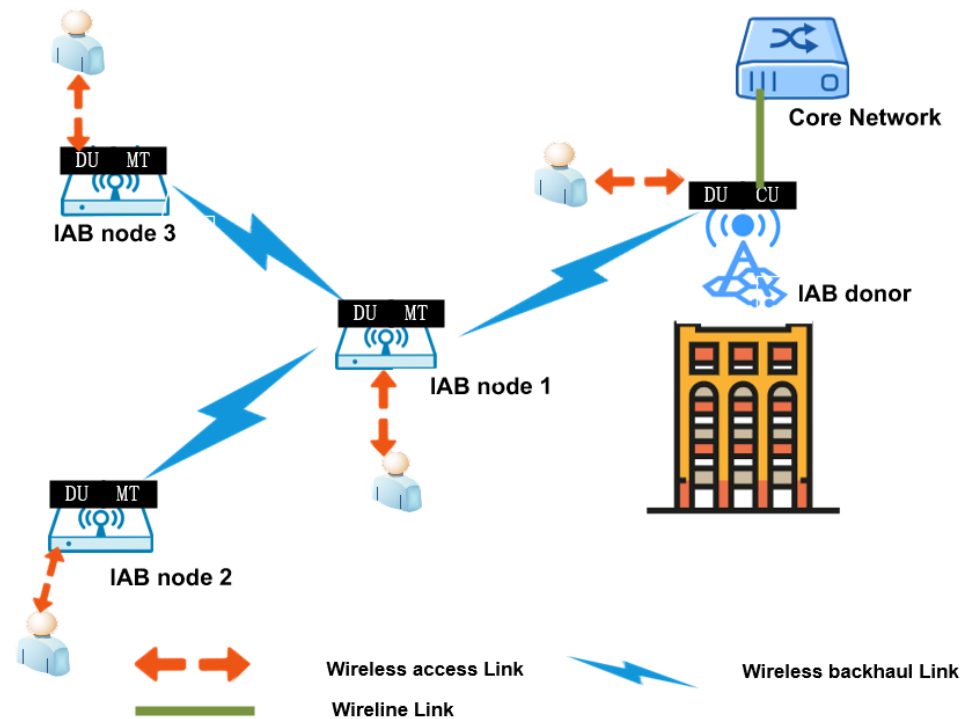 Core Network
DU MT
IAB node 3
DU CU
IAB donor
DU MT
IAB node 1
DU MT
IAB node 2
Wireless access Link
Wireless backhaul Link
Wireline Link